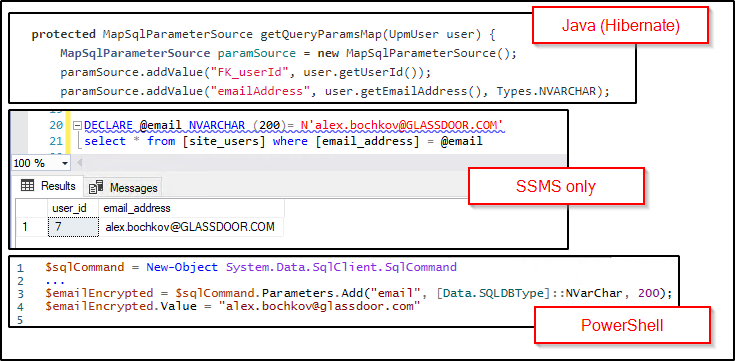 protected MapSqlParameterSource getQueryParamsMap(UpmUser user) {
Java (Hibernate)
MapSqlParameterSource paramSource = new MapSqlParameterSource();
paramSource.addValue("FK_userId", user.getUserId());
paramSource.addValue("emailAddress", user.getEmailAddress(), Types.NVARCHAR);
20 DECLARE @email NVARCHAR (200)= N'alex.bochkov@GLASSDOOR.COM'
21 select * from [site_users] where [email_address] = @email
100 %
Results Messages
SSMS only
user_id email_address
1 7 alex.bochkov@GLASSDOOR.COM
1 $sqlCommand = New-Object System.Data.SqlClient.SqlCommand
2 ...
3 $emailEncrypted = $sqlCommand.Parameters.Add("email", [Data.SQLDBType]::NVarChar, 200);
4 $emailEncrypted.Value = "alex.bochkov@glassdoor.com"
5
PowerShell